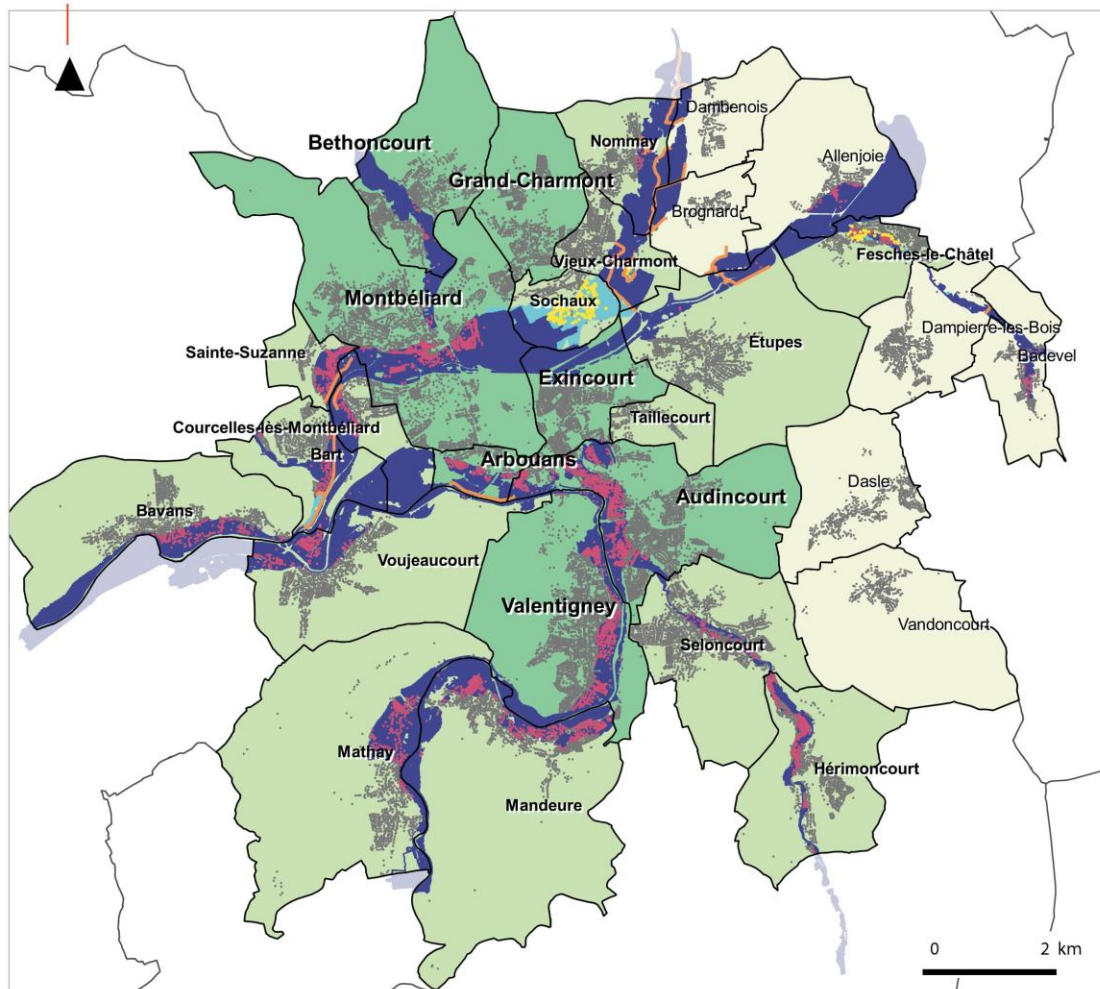 Dambenois
Nommay
Bethoncourt
Allenjoie
Grand-Charmont
Brognard
Fesches-le-Châtel
Vieux-Charmont
Montbéliard
Sochaux
Dampierre-les-Bois
Étupes
Sainte-Suzanne
Badevel
Exincourt
Taillecourt
Courcelles-lès-Montbéliard
Bart
Arbouans
Dasle
Audincourt
Bavans
Voujeaucourt
Valentigney
Vandoncourt
Seloncourt
Mathay
Hérimoncourt
Mandeure
0 2 km